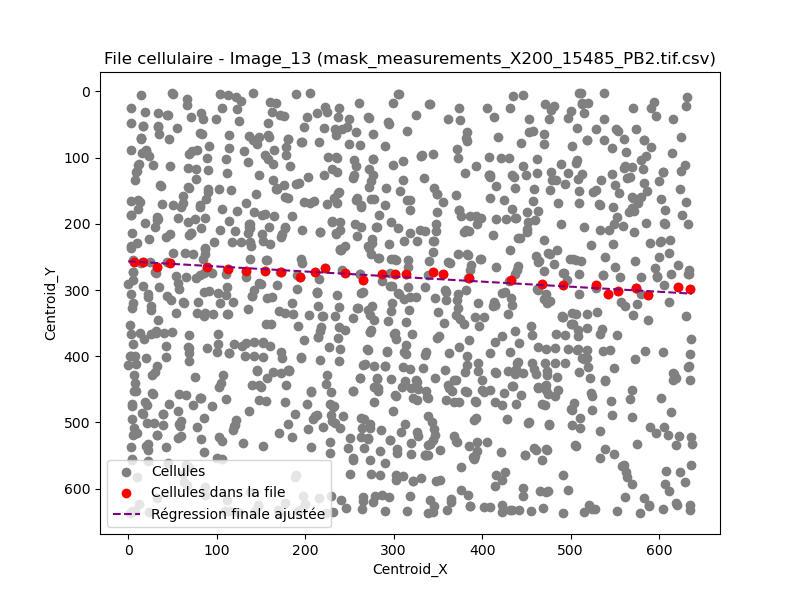 File cellulaire - Image_13 (mask_measurements_X200_15485_PB2.tif.csv)
0
100
200
300
400
500
600
Centroid_Y
Cellules
Cellules dans la file
Régression finale ajustée
0 100 200 300 400 500 600
Centroid_X